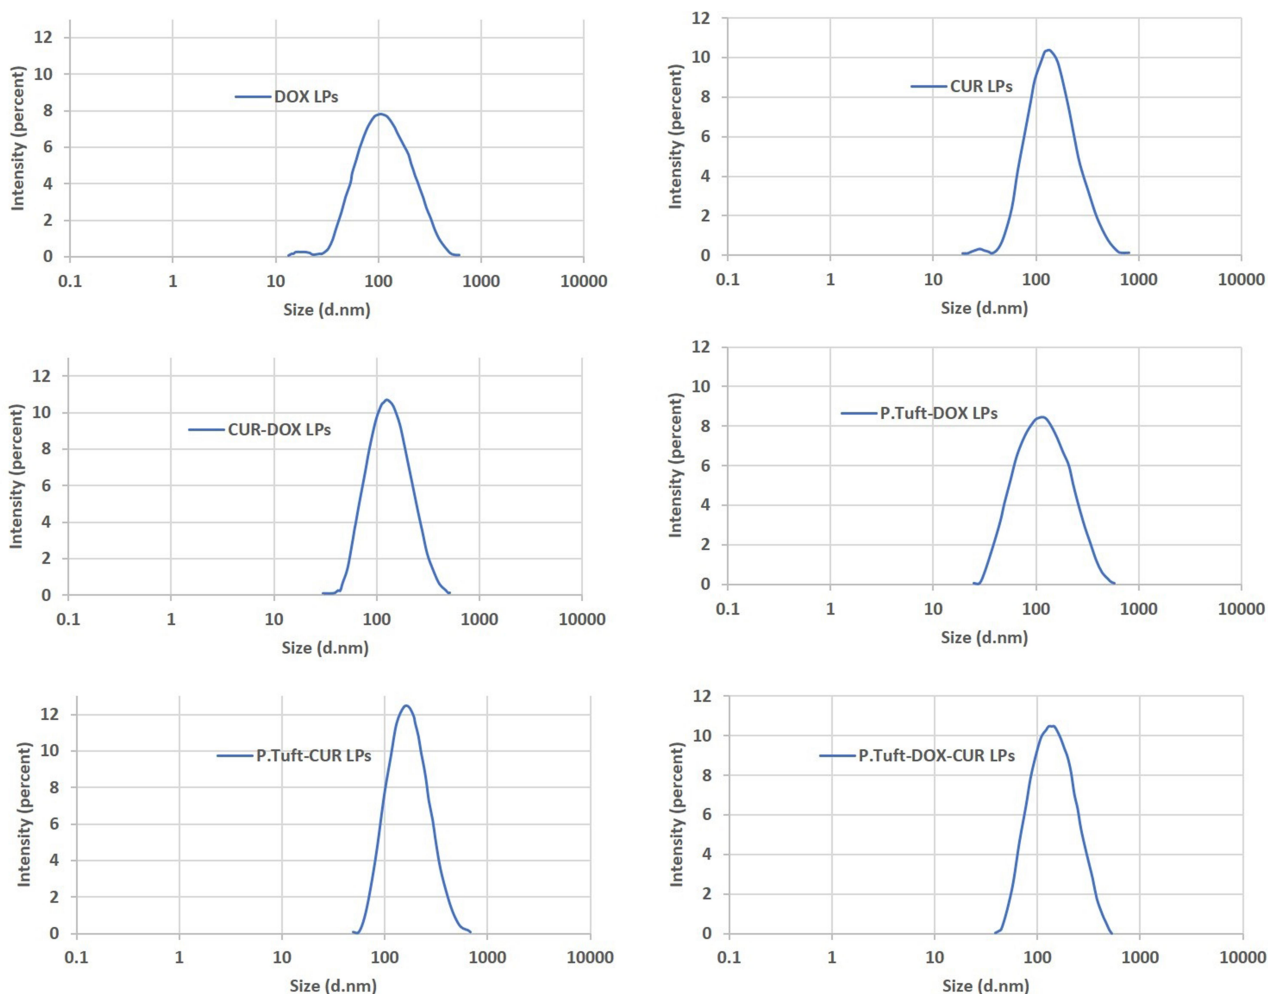 12
10
8
6
4
2
0
Intensity (percent)
DOX LPs
0.1 1 10 100 1000 10000
Size (d.nm)
12
10
8
6
4
2
0
Intensity (percent)
CUR LPs
0.1 1 10 100 1000 10000
Size (d.nm)
12
10
8
6
4
2
0
Intensity (percent)
CUR-DOX LPs
0.1 1 10 100 1000 10000
Size (d.nm)
12
10
8
6
4
2
0
Intensity (percent)
P.Tuft-DOX LPs
0.1 1 10 100 1000 10000
Size (d.nm)
12
10
8
6
4
2
0
Intensity (percent)
P.Tuft-CUR LPs
0.1 1 10 100 1000 10000
Size (d.nm)
12
10
8
6
4
2
0
Intensity (percent)
P.Tuft-DOX-CUR LPs
0.1 1 10 100 1000 10000
Size (d.nm)